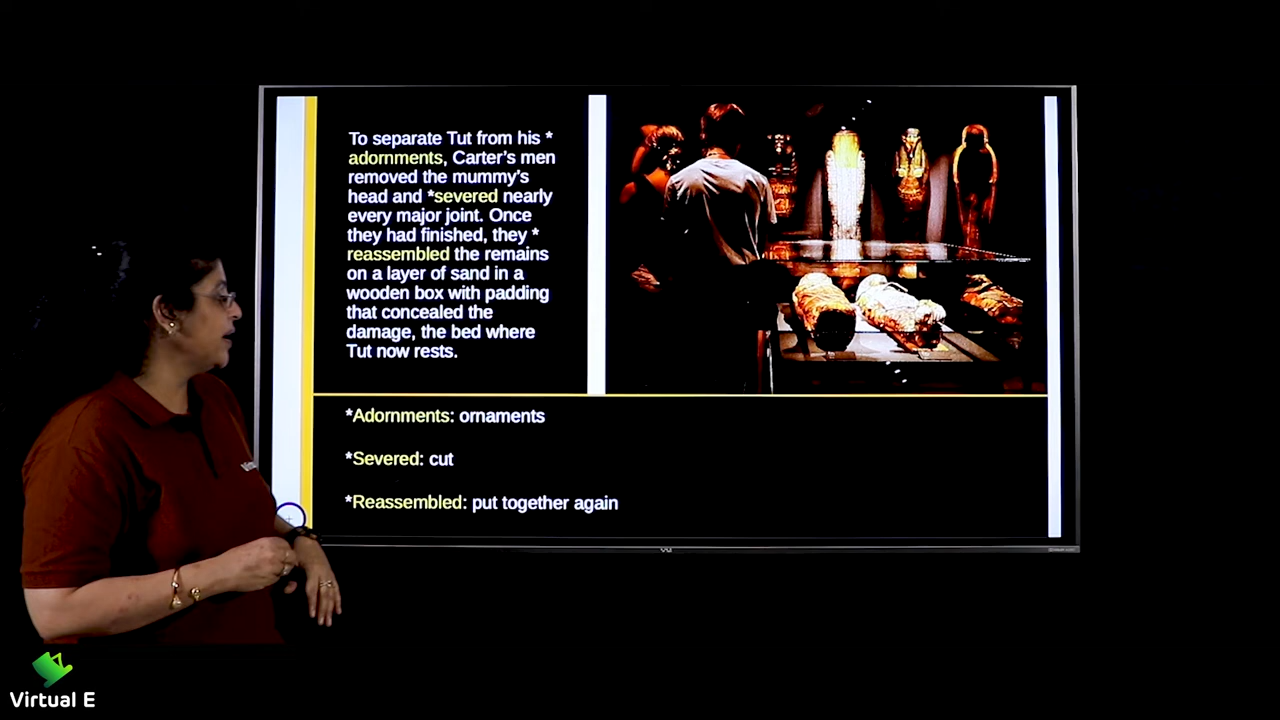 To separate Tut from his *
adornments, Carter's men
removed the mummy's
head and *severed nearly
every major joint. Once
they had finished, they *
reassembled the remains
on a layer of sand in a
wooden box with padding
that concealed the
damage, the bed where
Tut now rests.
*Adornments: ornaments
*Severed: cut
*Reassembled: put together again
VU
Virtual E